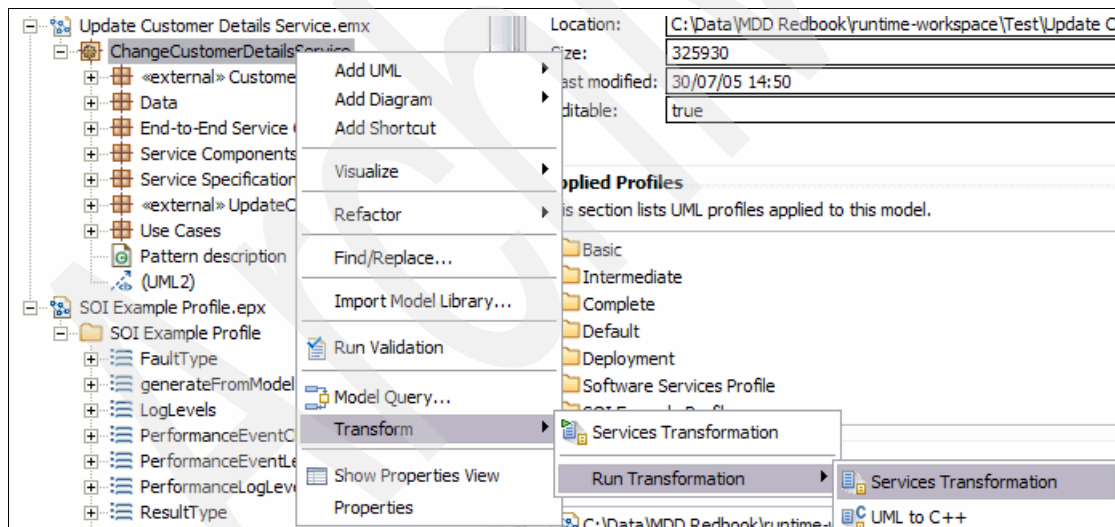 Update Customer Details Service.emx
ChangeCustomerDetailsService
«external» Custome
Data
End-to-End Service
Service Components
Service Specification
«external» UpdateC
Use Cases
Pattern description
(UML2)
SOI Example Profile.epx
SOI Example Profile
FaultType
generateFromModel
LogLevels
PerformanceEventC
PerformanceEventLe
PerformanceLogLeve
ResultType
Add UML
Add Diagram
Add Shortcut
Visualize
Refactor
Find/Replace...
Import Model Library...
Run Validation
Model Query...
Transform
Show Properties View
Properties
Services Transformation
Run Transformation
Services Transformation
UML to C++
Location: C:\Data\MDD Redbook\runtime-workspace\Test\Update C
ize: 325930
ast modified: 30/07/05 14:50
ditable: true
pplied Profiles
is section lists UML profiles applied to this model.
Basic
Intermediate
Complete
Default
Deployment
Software Services Profile
SOI Example Profile
C:\Data\MDD Redbook\runtime-